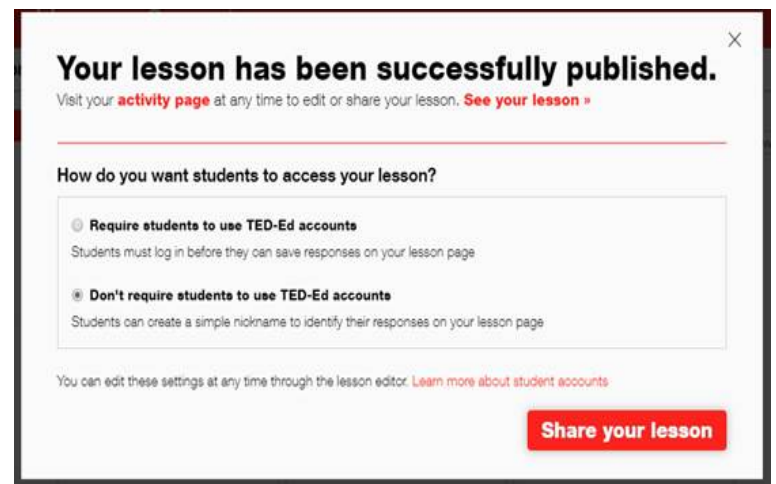 Your lesson has been successfully published.
Visit your activity page at any time to edit or share your lesson. See your lesson »
How do you want students to access your lesson?
Require students to use TED-Ed accounts
Students must log in before they can save responses on your lesson page
Don't require students to use TED-Ed accounts
Students can create a simple nickname to identify their responses on your lesson page
You can edit these settings at any time through the lesson editor. Learn more about student accounts
Share your lesson